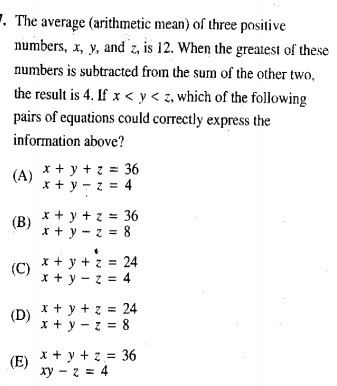 . The average (arithmetic mean) of three positive
numbers, x, y, and z, is 12. When the greatest of these
numbers is subtracted from the sum of the other two,
the result is 4. If x < y < z, which of the following
pairs of equations could correctly express the
information above?
(A) x + y + z = 36
x + y − z = 4
(B) x + y + z = 36
x + y − z = 8
(C) x + y + z = 24
x + y − z = 4
(D) x + y + z = 24
x + y − z = 8
(E) x + y + z = 36
xy − z = 4